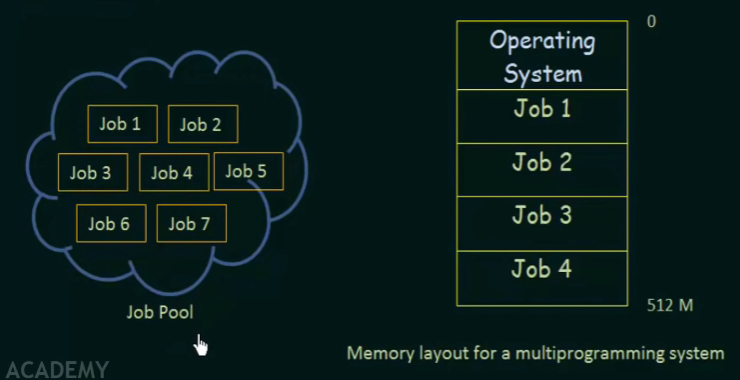 Job 1
Job 2
Job 3
Job 4
Job 5
Job 6
Job 7
Job Pool
0
Operating
System
Job 1
Job 2
Job 3
Job 4
512 M
Memory layout for a multiprogramming system
ACADEMY